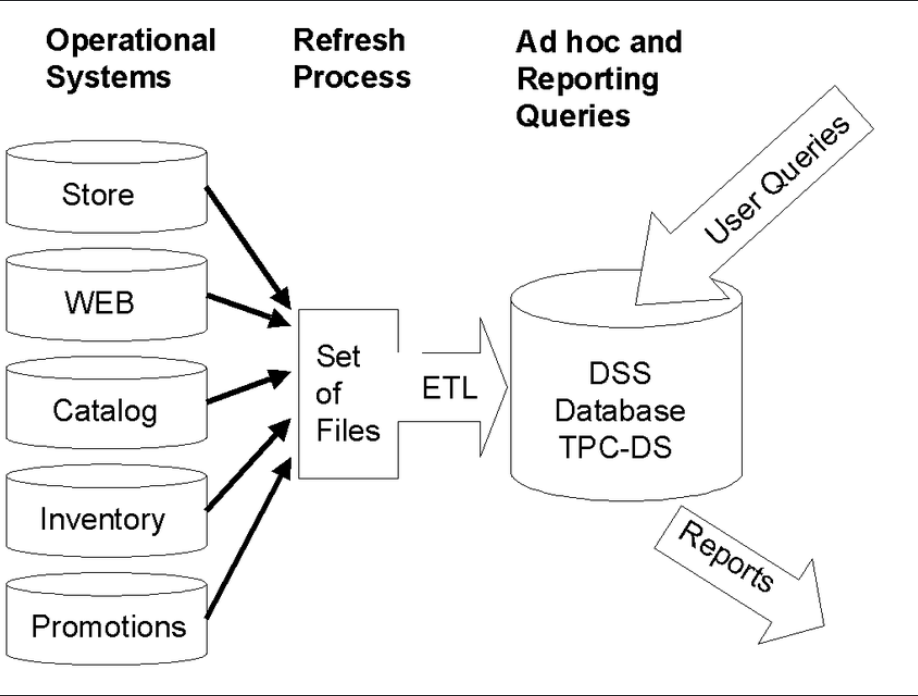 Operational
Systems
Refresh
Process
Ad hoc and
Reporting
Queries
User Queries
Store
WEB
Catalog
Inventory
Promotions
Set
of
Files
ETL
DSS
Database
TPC-DS
Reports